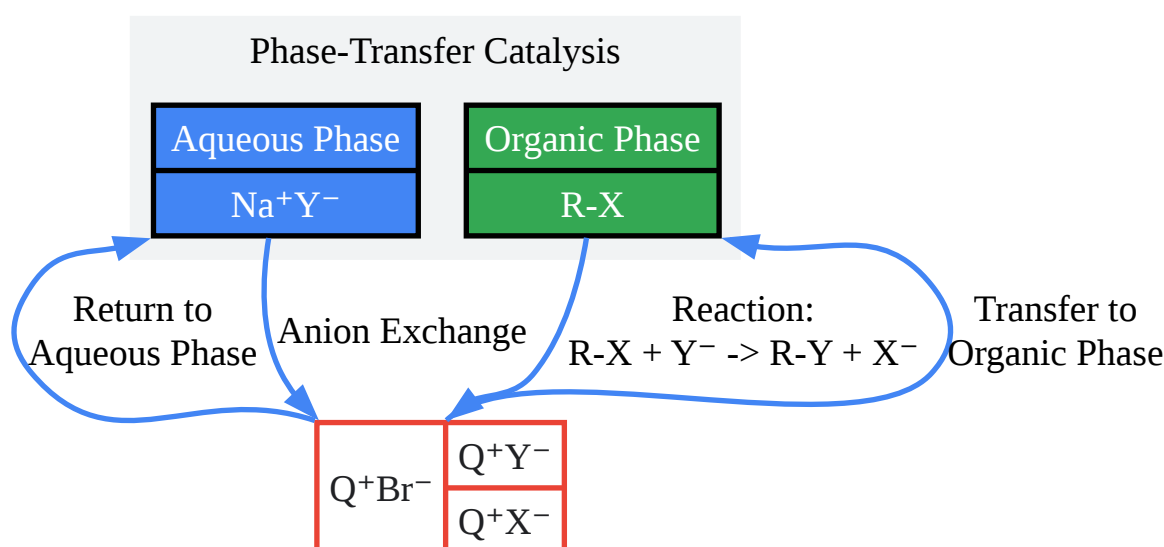 Phase-Transfer Catalysis
Aqueous Phase
Na⁺Y⁻
Organic Phase
R-X
Return to
Aqueous Phase
Anion Exchange
Reaction:
R-X + Y⁻ -> R-Y + X⁻
Transfer to
Organic Phase
Q⁺Br⁻
Q⁺Y⁻
Q⁺X⁻